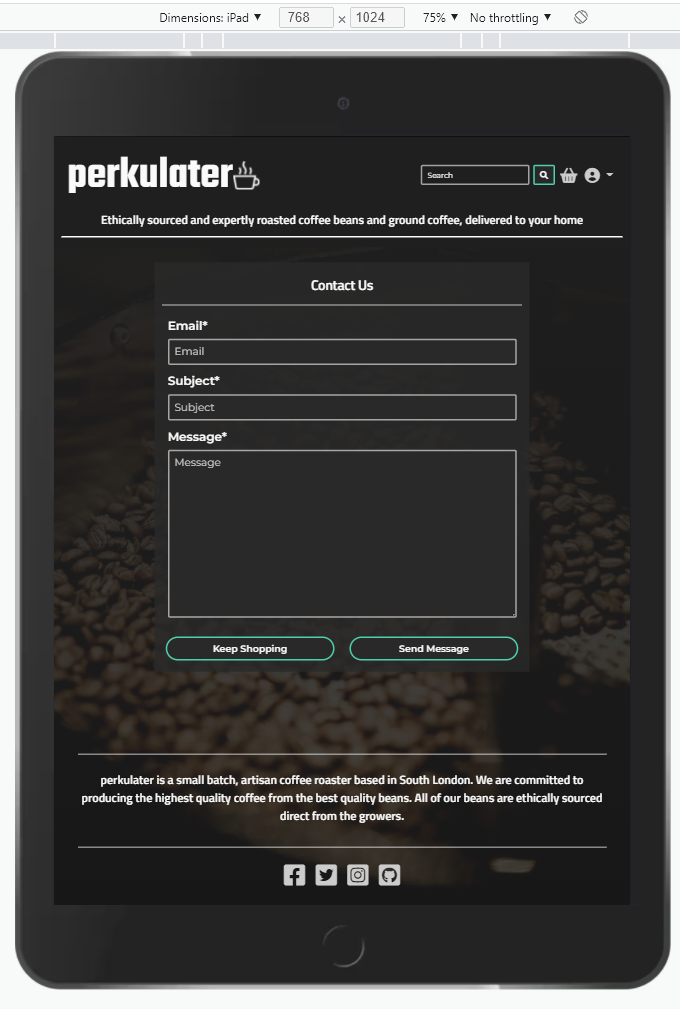 Dimensions: iPad ▼ 768 × 1024 75% ▼ No throttling ▼
perkulater
Search
Ethically sourced and expertly roasted coffee beans and ground coffee, delivered to your home
Contact Us
Email*
Email
Subject*
Subject
Message*
Message
Keep Shopping Send Message
perkulater is a small batch, artisan coffee roaster based in South London. We are committed to
producing the highest quality coffee from the best quality beans. All of our beans are ethically sourced
direct from the growers.